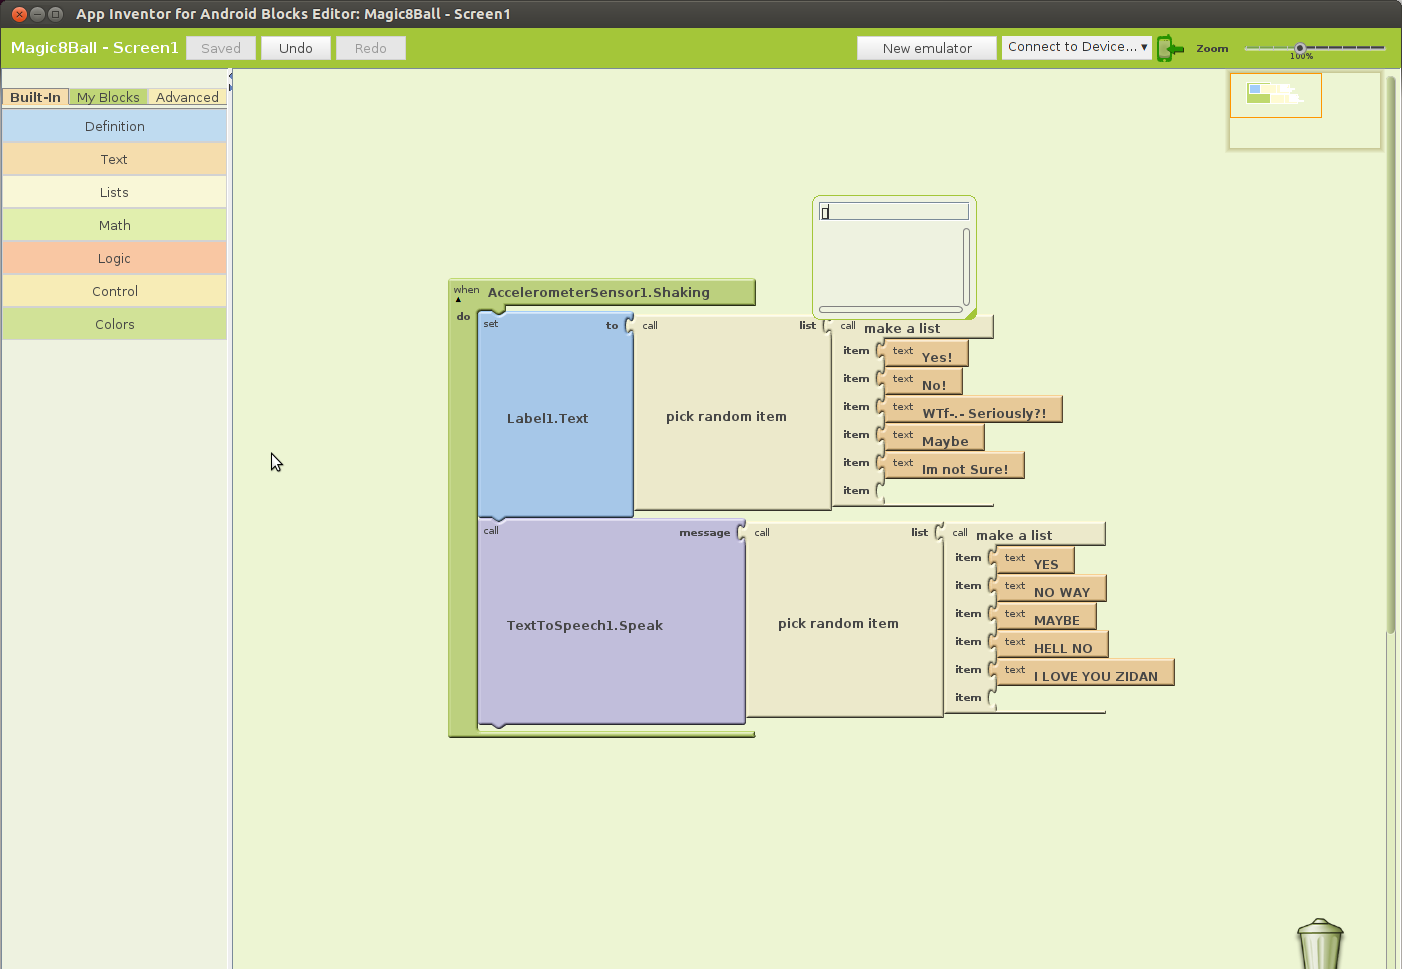 App Inventor for Android Blocks Editor: Magic8Ball - Screen1
Magic8Ball - Screen1 Saved Undo Redo New emulator Connect to Device... Zoom
100%
Built-In My Blocks Advanced
Definition
Text
Lists
Math
Logic
Control
Colors
when AccelerometerSensor1.Shaking
do
set to call list call make a list
Label1.Text
pick random item
item text Yes!
item text No!
item text WTf-.- Seriously?!
item text Maybe
item text Im not Sure!
item
call message call list call make a list
TextToSpeech1.Speak
pick random item
item text YES
item text NO WAY
item text MAYBE
item text HELL NO
item text I LOVE YOU ZIDAN
item